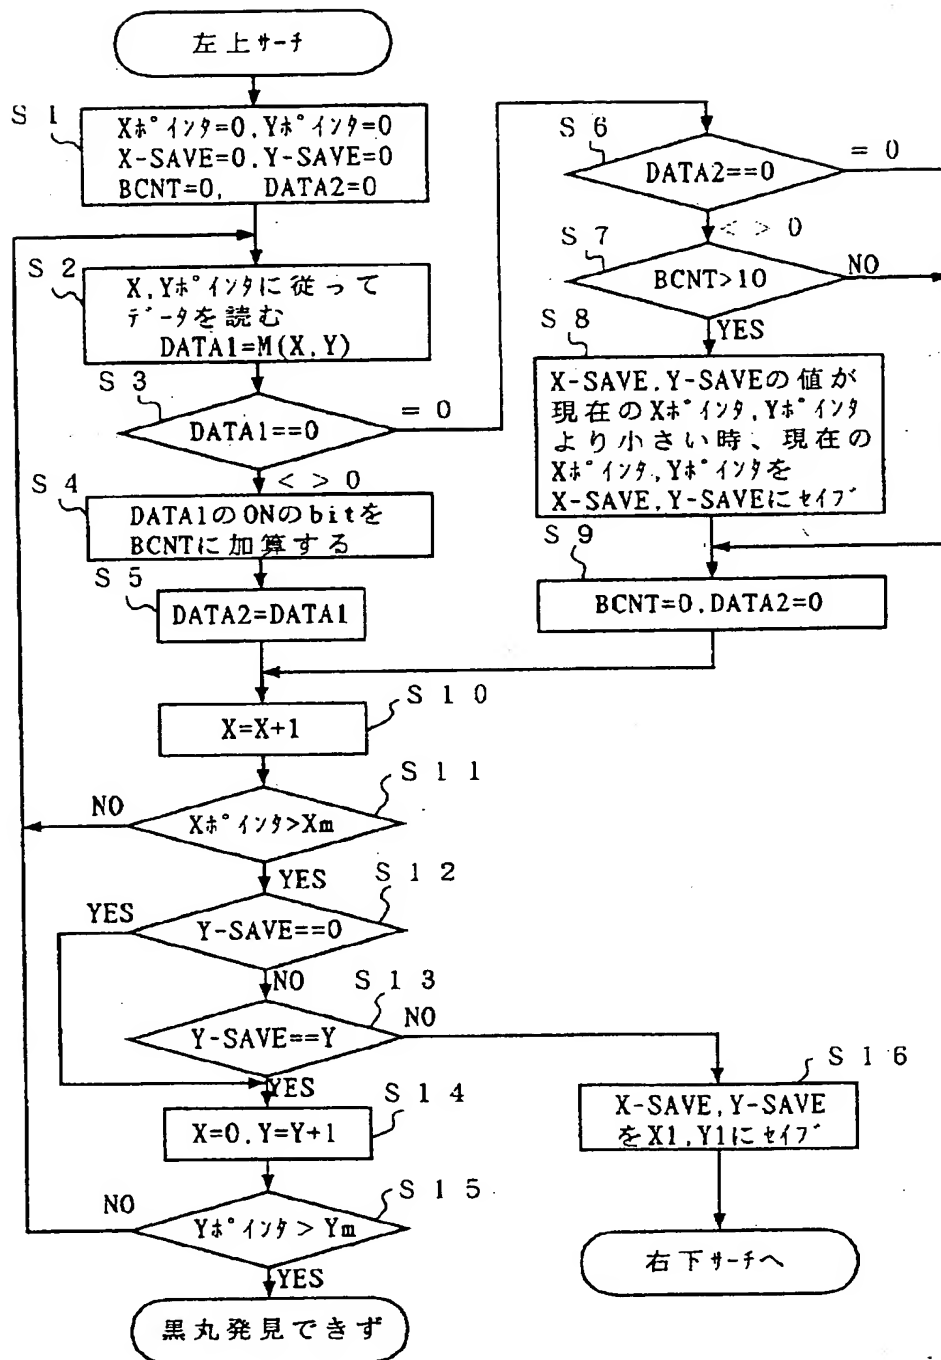 左上サーチ
S 1
Xポインタ=0,Yポインタ=0
X-SAVE=0,Y-SAVE=0
BCNT=0, DATA2=0
S 2
X,Yポインタに従って
データを読む
DATA1=M(X,Y)
S 3
DATA1==0
= 0
< > 0
S 4
DATA1のONのbitを
BCNTに加算する
S 5
DATA2=DATA1
S 6
DATA2==0
= 0
< > 0
S 7
BCNT>10
NO
YES
S 8
X-SAVE,Y-SAVEの値が
現在のXポインタ,Yポインタ
より小さい時、現在の
Xポインタ,Yポインタを
X-SAVE,Y-SAVEにセイブ
S 9
BCNT=0,DATA2=0
S 1 0
X=X+1
S 1 1
Xポインタ>Xm
NO
YES
S 1 2
Y-SAVE==0
YES
NO
S 1 3
Y-SAVE==Y
NO
YES
S 1 4
X=0,Y=Y+1
S 1 5
Yポインタ>Ym
NO
YES
黒丸発見できず
S 1 6
X-SAVE,Y-SAVE
をX1,Y1にセイブ
右下サーチへ